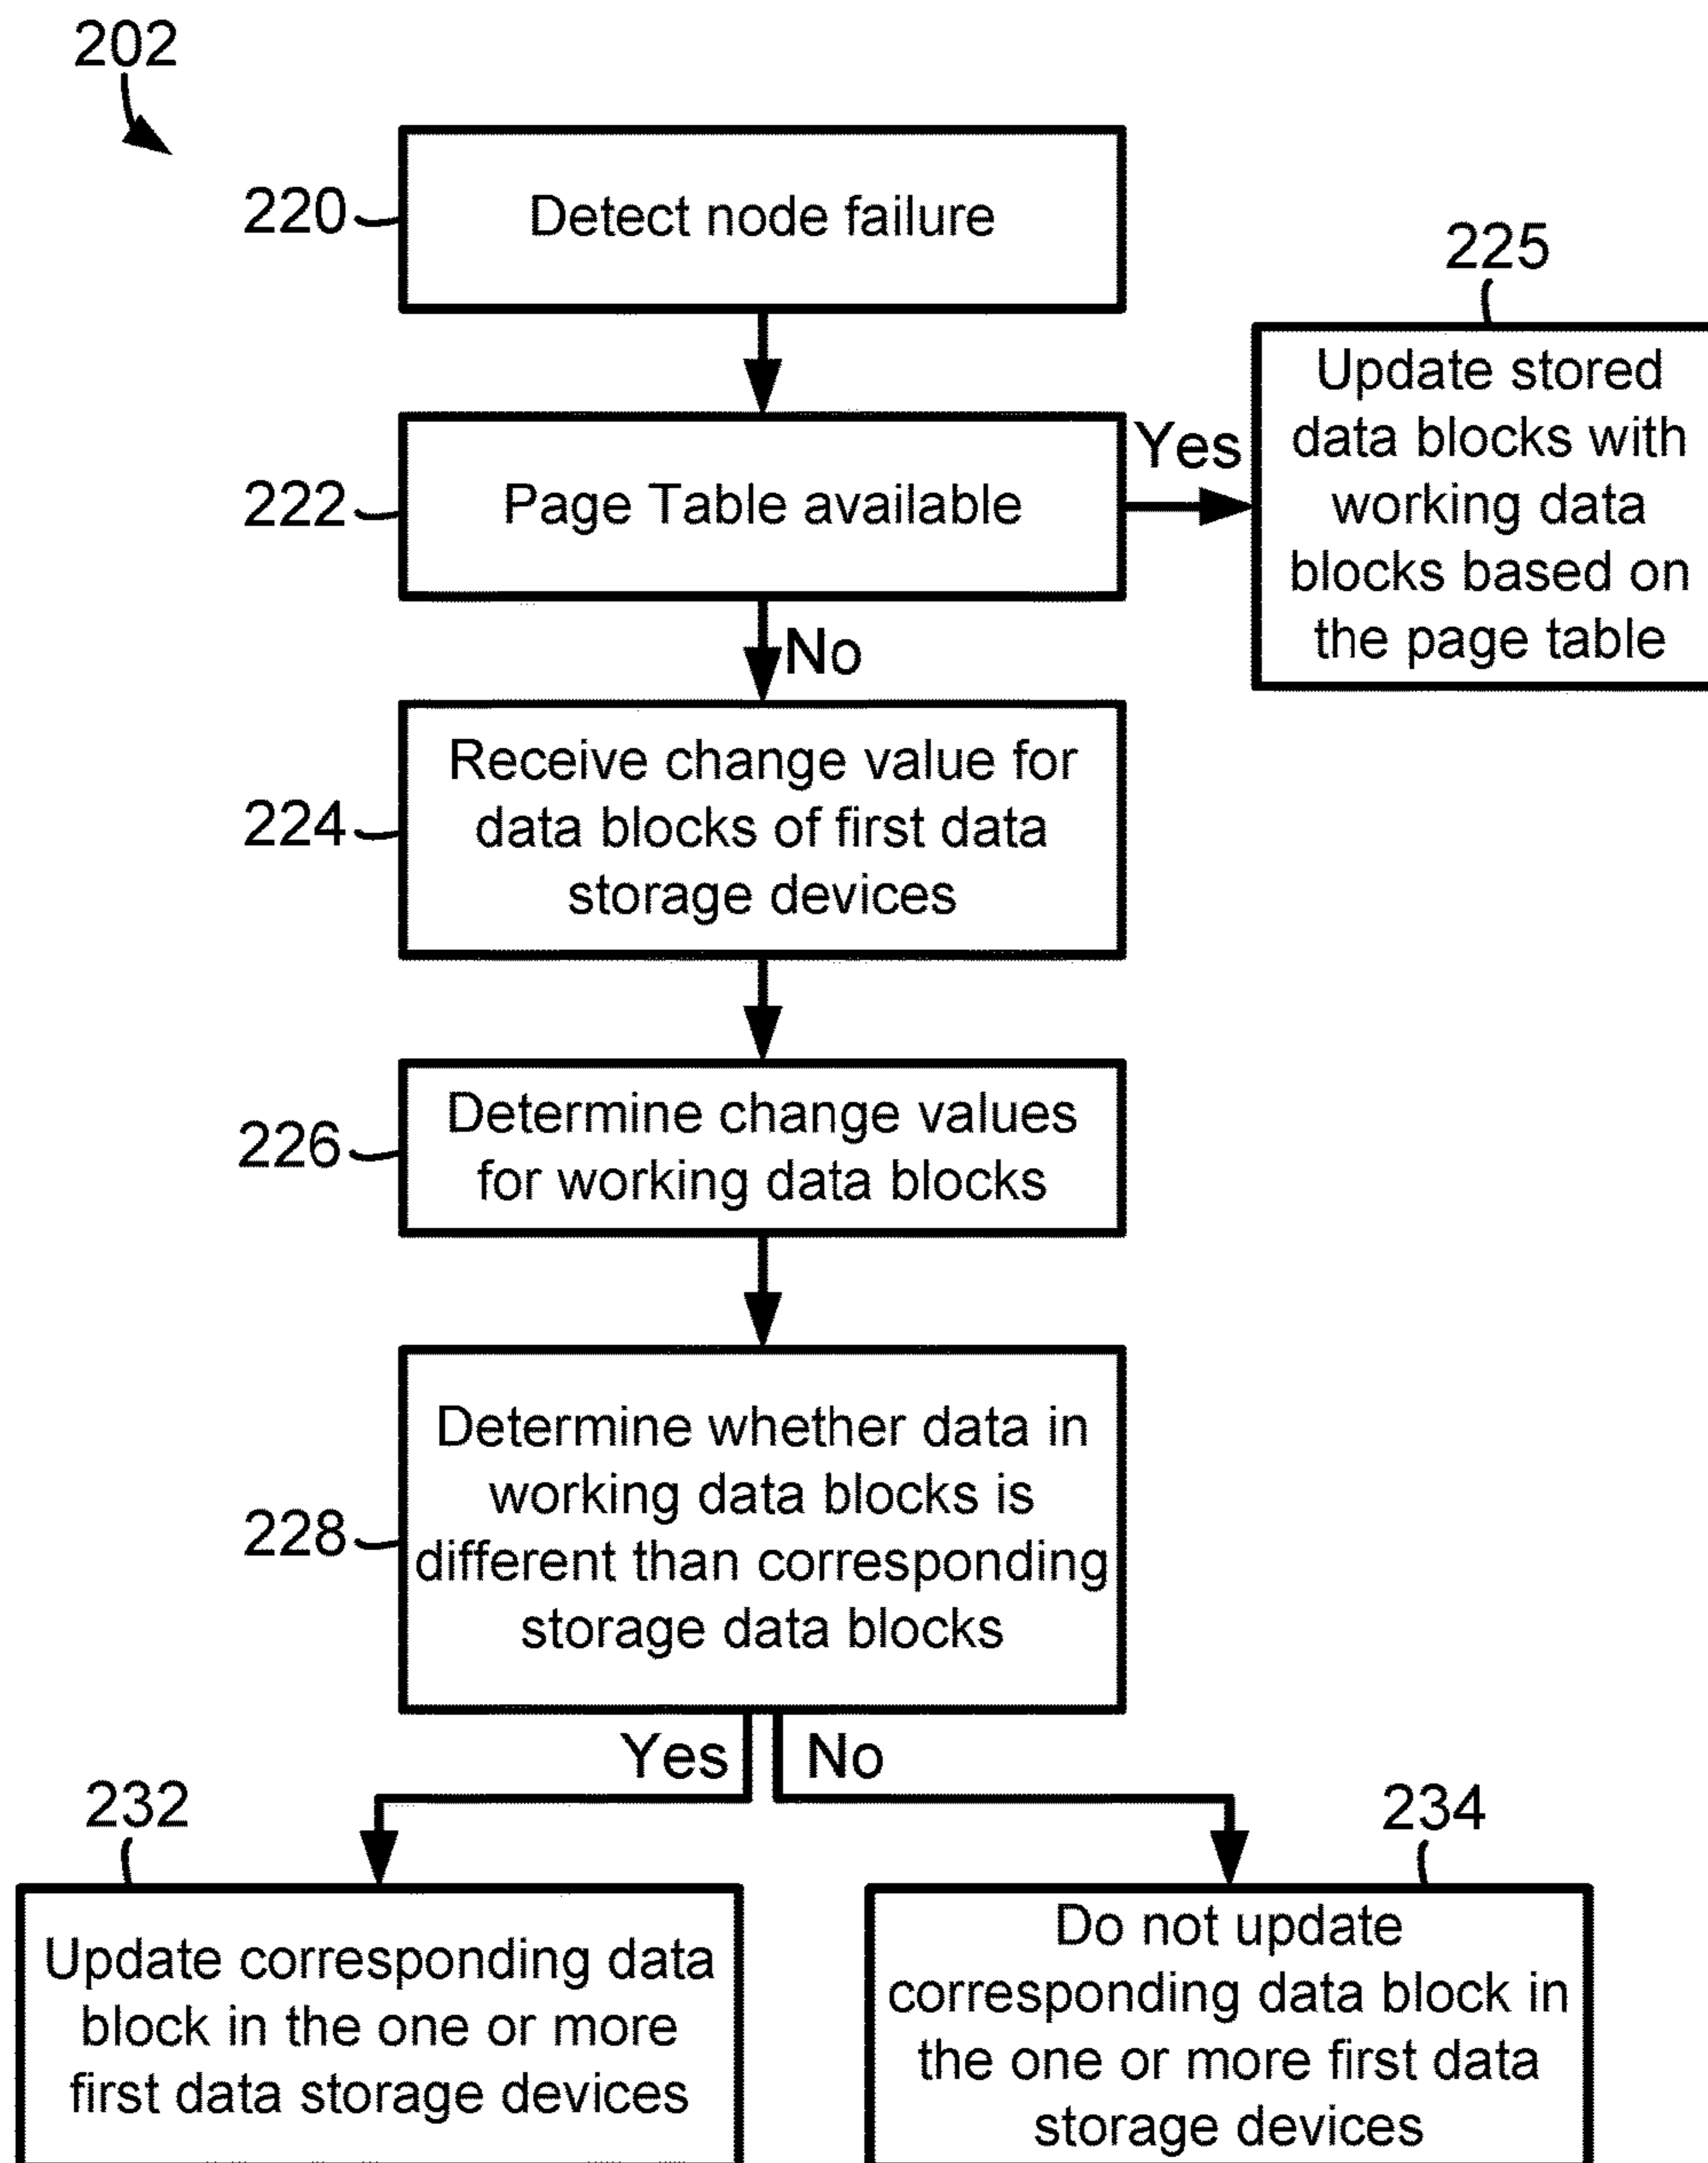 202
220
Detect node failure
225
Update stored
data blocks with
working data
blocks based on
the page table
222
Page Table available
Yes
No
224
Receive change value for
data blocks of first data
storage devices
226
Determine change values
for working data blocks
228
Determine whether data in
working data blocks is
different than corresponding
storage data blocks
Yes
No
232
Update corresponding data
block in the one or more
first data storage devices
234
Do not update
corresponding data block in
the one or more first data
storage devices